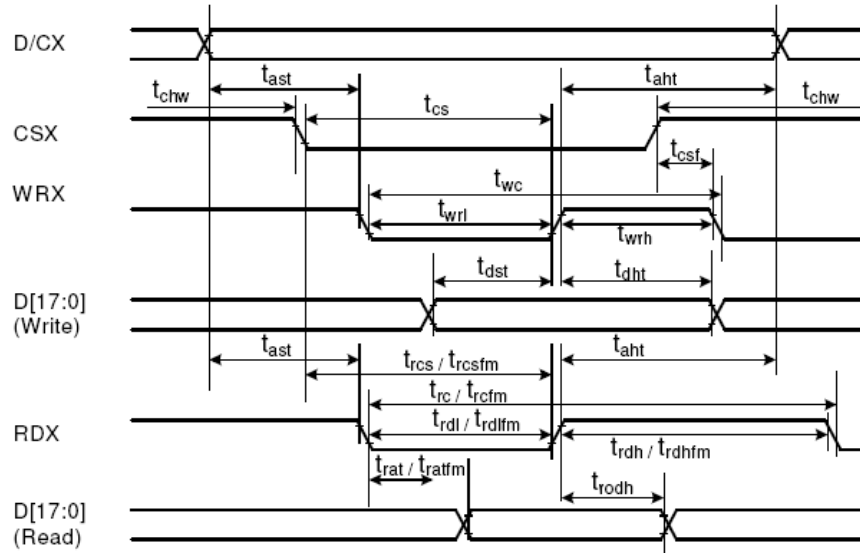 D/CX
tast
taht
tchw
tchw
tcs
CSX
tcsf
WRX
twc
twrl
twrh
tdst
tdht
D[17:0]
(Write)
tast
taht
trcs / trcsfm
trc / trcfm
RDX
trdl / trdlfm
trdh / trdhfm
trat / tratfm
trodh
D[17:0]
(Read)